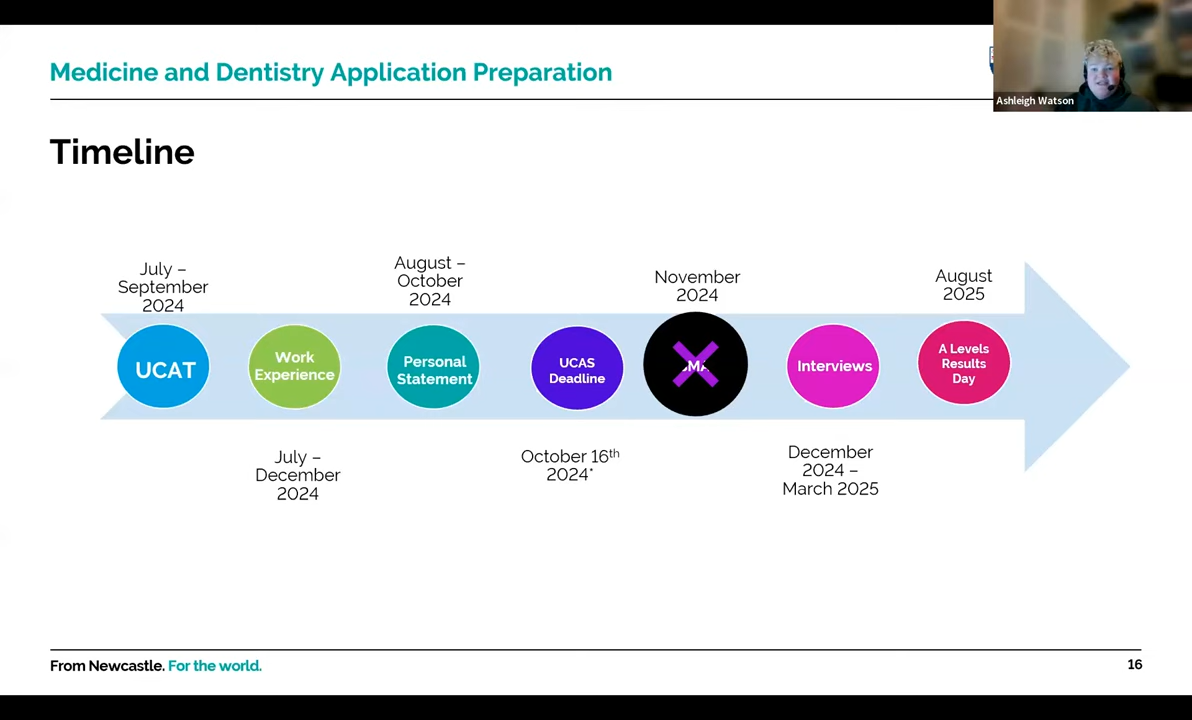 Medicine and Dentistry Application Preparation
Ashleigh Watson
Timeline
July –
September
2024
August –
October
2024
November
2024
August
2025
UCAT
Work
Experience
Personal
Statement
UCAS
Deadline
Interviews
A Levels
Results
Day
July –
December
2024
October 16th
2024*
December
2024 –
March 2025
From Newcastle. For the world.
16